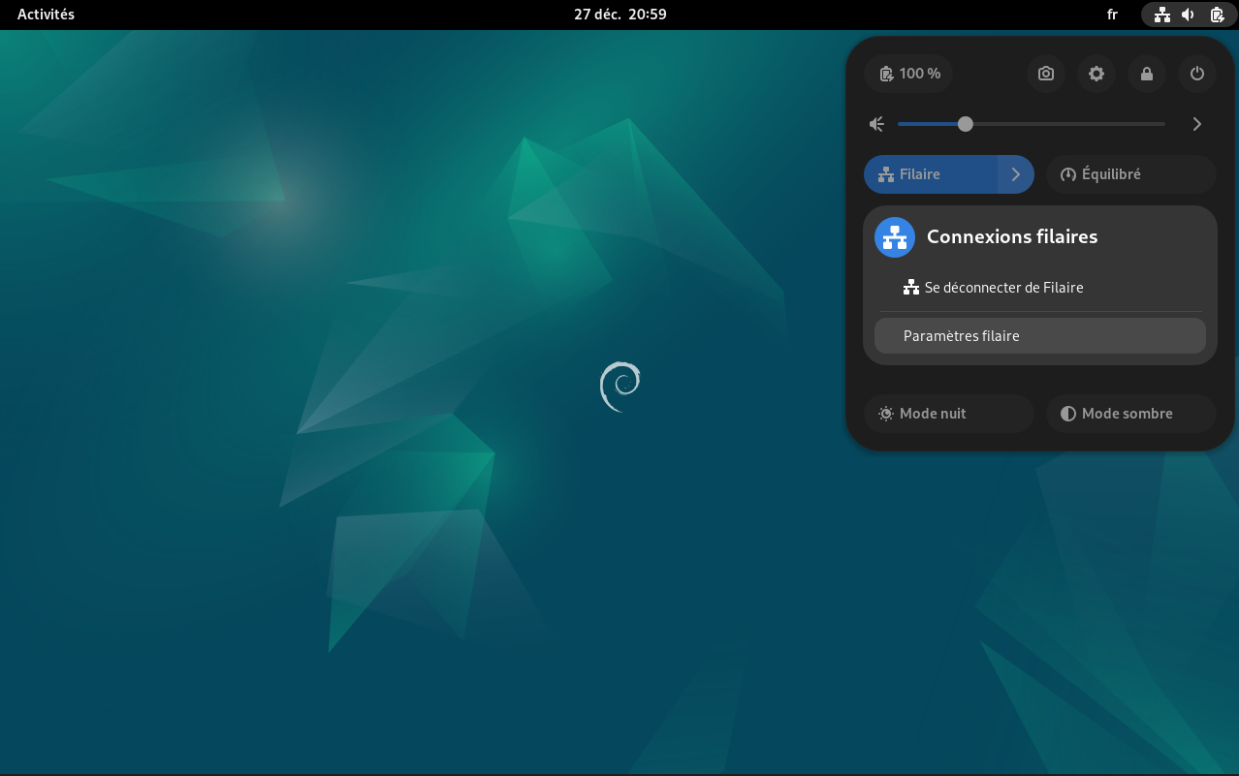 Activités
27 déc. 20:59
fr
100 %
Filaire
Équilibré
Connexions filaires
Se déconnecter de Filaire
Paramètres filaire
Mode nuit
Mode sombre